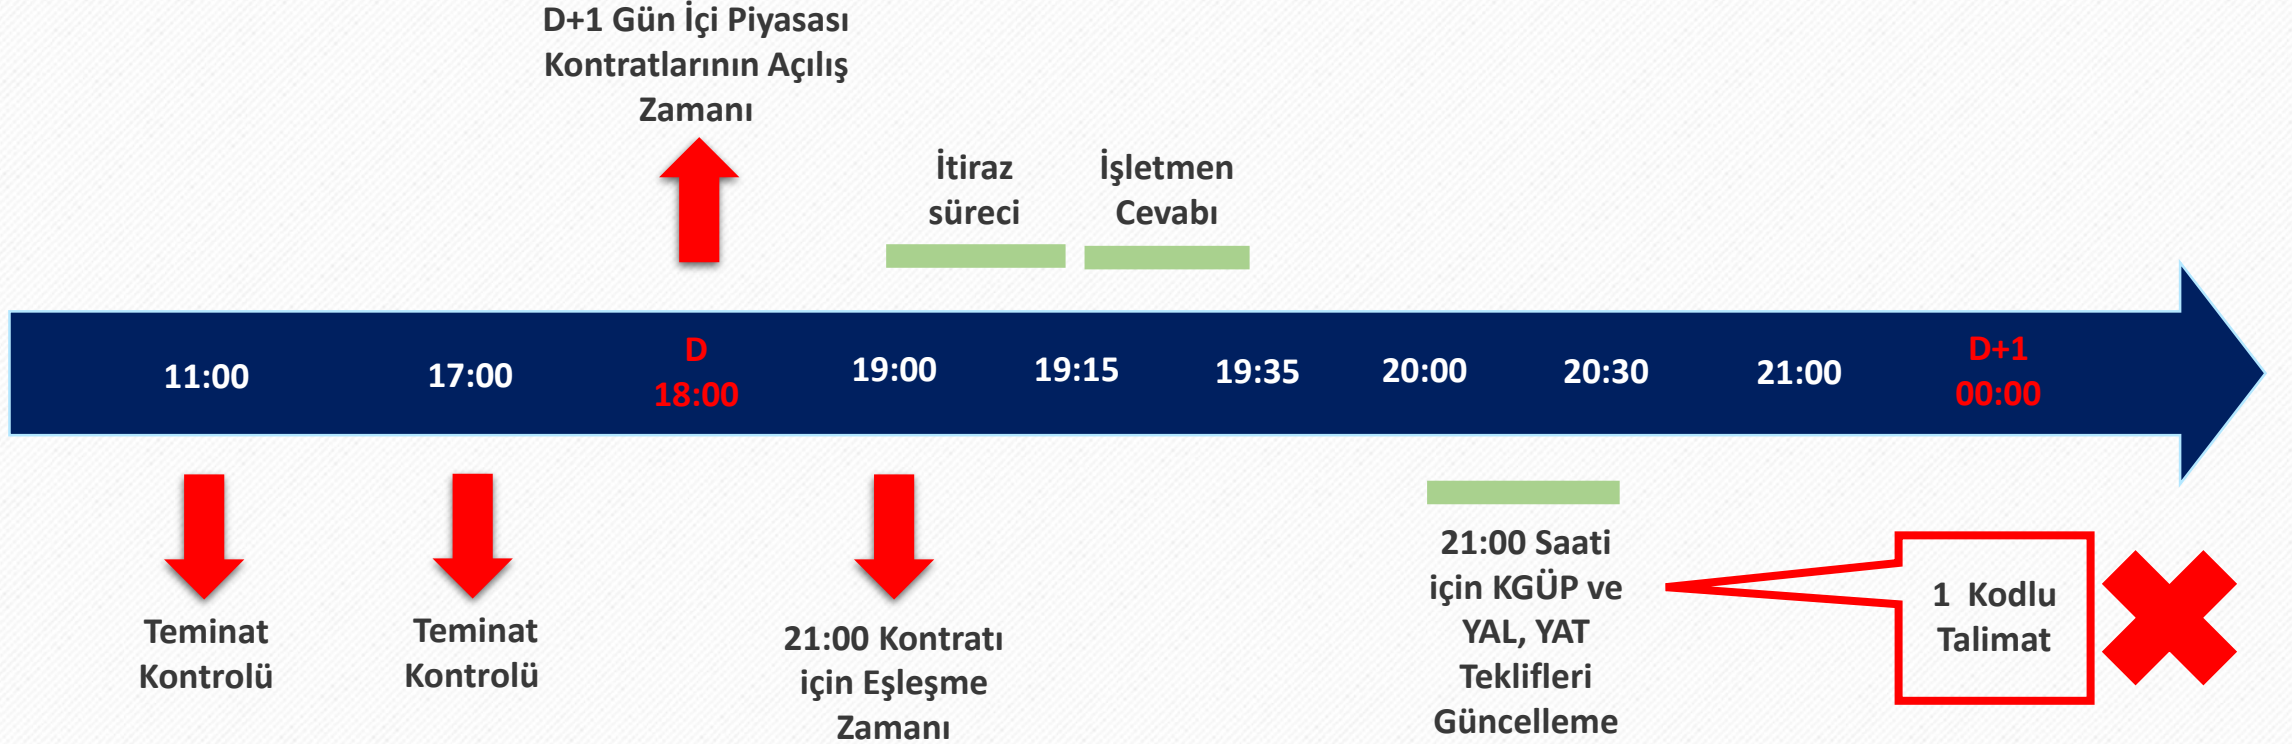 D+1 Gün İçi Piyasası
Kontratlarının Açılış
Zamanı
İtiraz
süreci
İşletmen
Cevabı
11:00
17:00
D
18:00
19:00
19:15
19:35
20:00
20:30
21:00
D+1
00:00
Teminat
Kontrolü
Teminat
Kontrolü
21:00 Kontratı
için Eşleşme
Zamanı
21:00 Saati
için KGÜP ve
YAL, YAT
Teklifleri
Güncelleme
1 Kodlu
Talimat